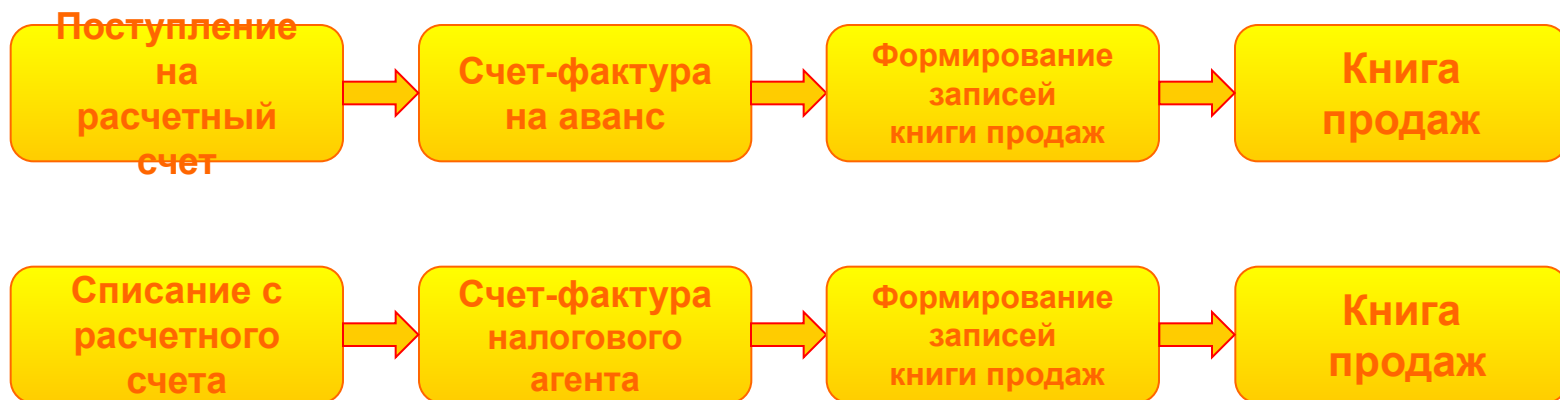 Поступление
на
расчетный
счет
Счет-фактура
на аванс
Формирование
записей
книги продаж
Книга
продаж
Списание с
расчетного
счета
Счет-фактура
налогового
агента
Формирование
записей
книги продаж
Книга
продаж